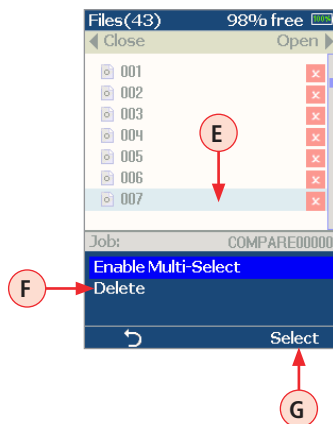 Files(43) 98% free 100%
Close Open
001
002
003
004
005
006
007
E
Job: COMPARE00000
Enable Multi-Select
F Delete
Select
G